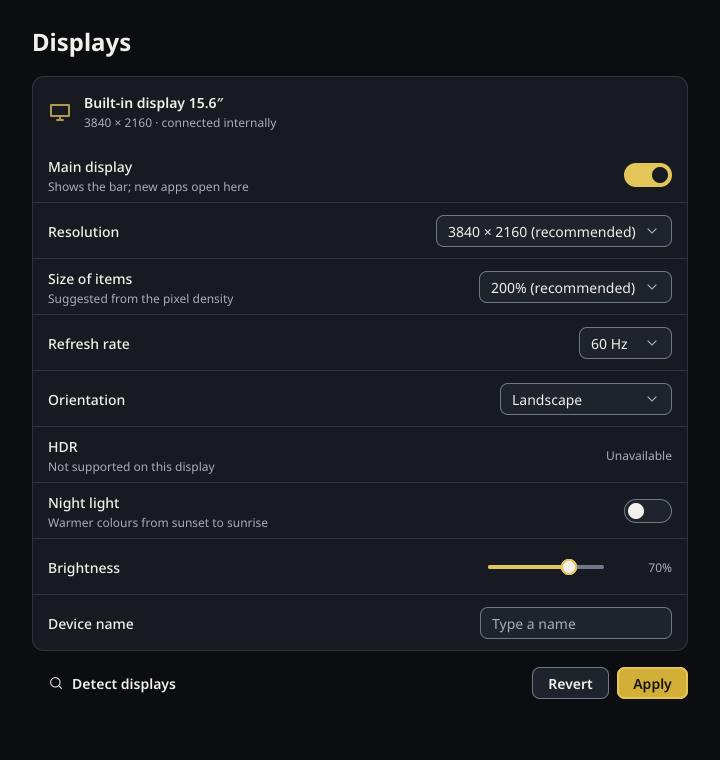 Displays
Built-in display 15.6″
3840 × 2160 · connected internally
Main display
Shows the bar; new apps open here
Resolution
3840 × 2160 (recommended)
Size of items
Suggested from the pixel density
200% (recommended)
Refresh rate
60 Hz
Orientation
Landscape
HDR
Not supported on this display
Unavailable
Night light
Warmer colours from sunset to sunrise
Brightness
70%
Device name
Type a name
Detect displays
Revert
Apply